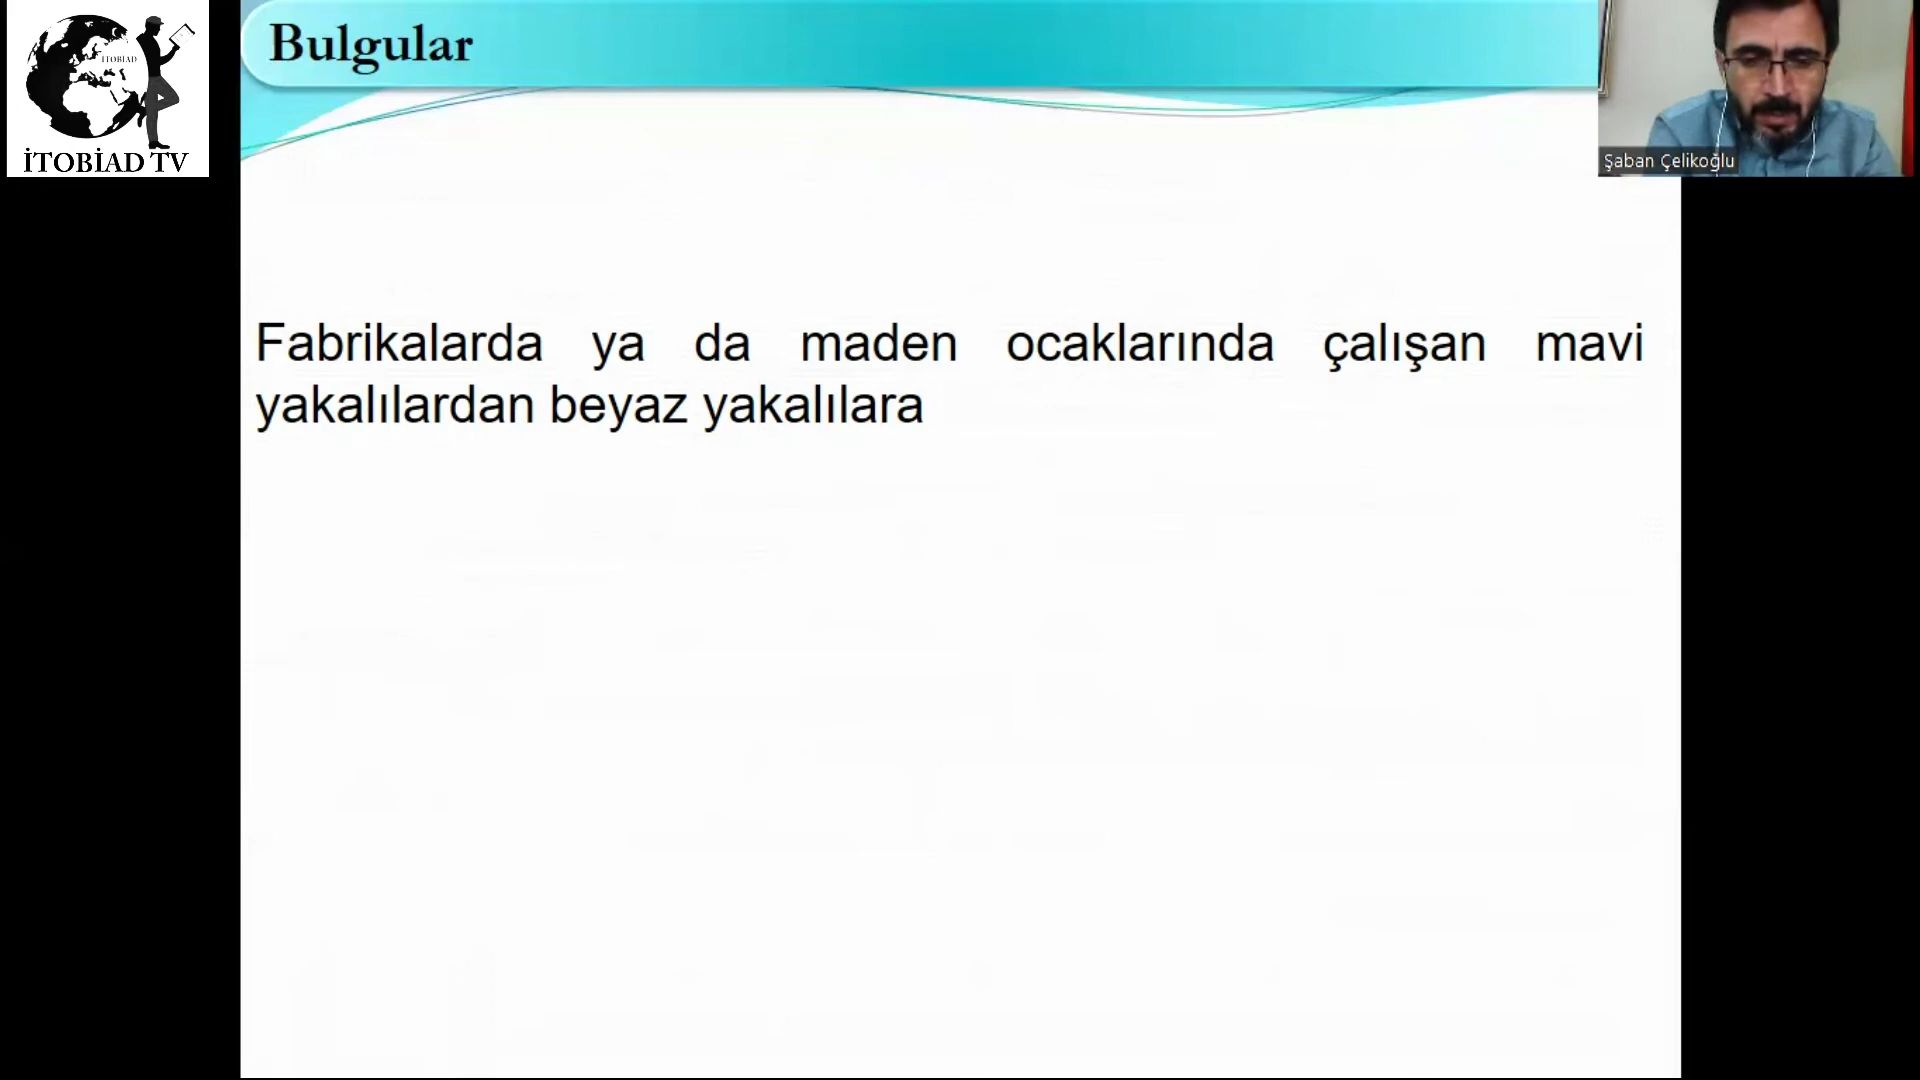 Bulgular
İTOBİAD
İTOBİAD TV
Şaban Çelikoğlu
Fabrikalarda ya da maden ocaklarında çalışan mavi
yakalılardan beyaz yakalılara